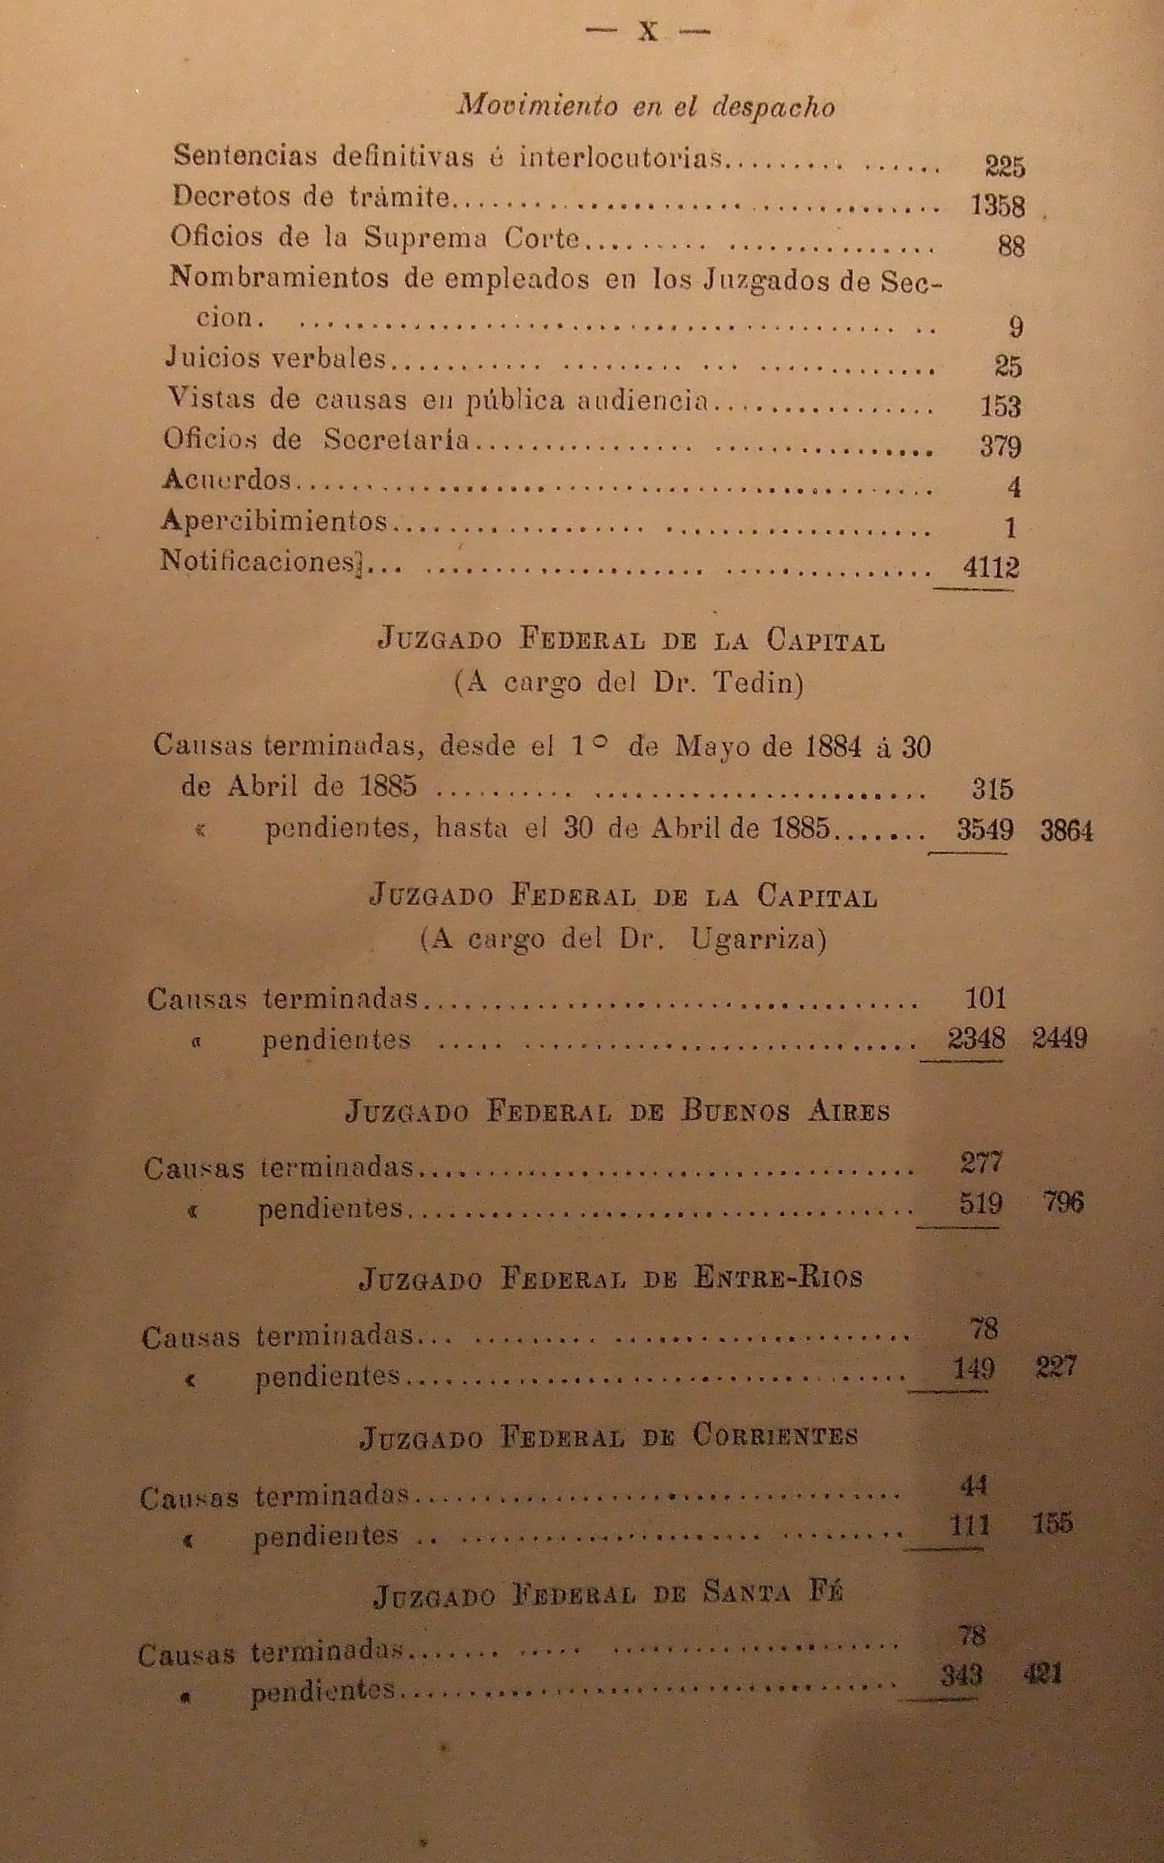 — X —
Movimiento en el despacho
Sentencias definitivas é interlocutorias.......... ...... 225
Decretos de trámite................................... 1358
Oficios de la Suprema Corte......... ............... 88
Nombramientos de empleados en los Juzgados de Sec-
cion. .......................................... .. 9
Juicios verbales........... ......... ... ............. 25
Vistas de causas en pública audiencia................ 153
Oficios de Secretaría................ ................ 379
Acuerdos............................................. 4
Apercibimientos.................. ................... 1
Notificaciones]... .................... ............... 4112
JUZGADO FEDERAL DE LA CAPITAL
(A cargo del Dr. Tedin)
Causas terminadas, desde el 1° de Mayo de 1884 á 30
de Abril de 1885 .......... ........................ 315
« pendientes, hasta el 30 de Abril de 1885....... 3549 3864
JUZGADO FEDERAL DE LA CAPITAL
(A cargo del Dr. Ugarriza)
Causas terminadas................................... 101
« pendientes ..... ............................ 2348 2449
JUZGADO FEDERAL DE BUENOS AIRES
Causas terminadas................................... 277
« pendientes.................................... 519 796
JUZGADO FEDERAL DE ENTRE-RIOS
Causas terminadas... ......... ..................... 78
« pendientes.................................... 149 227
JUZGADO FEDERAL DE CORRIENTES
Causas terminadas................................... 44
« pendientes .. ...................... ......... 111 155
JUZGADO FEDERAL DE SANTA FÉ
Causas terminadas....... ..... ..................... 78
« pendientes.................................... 343 421